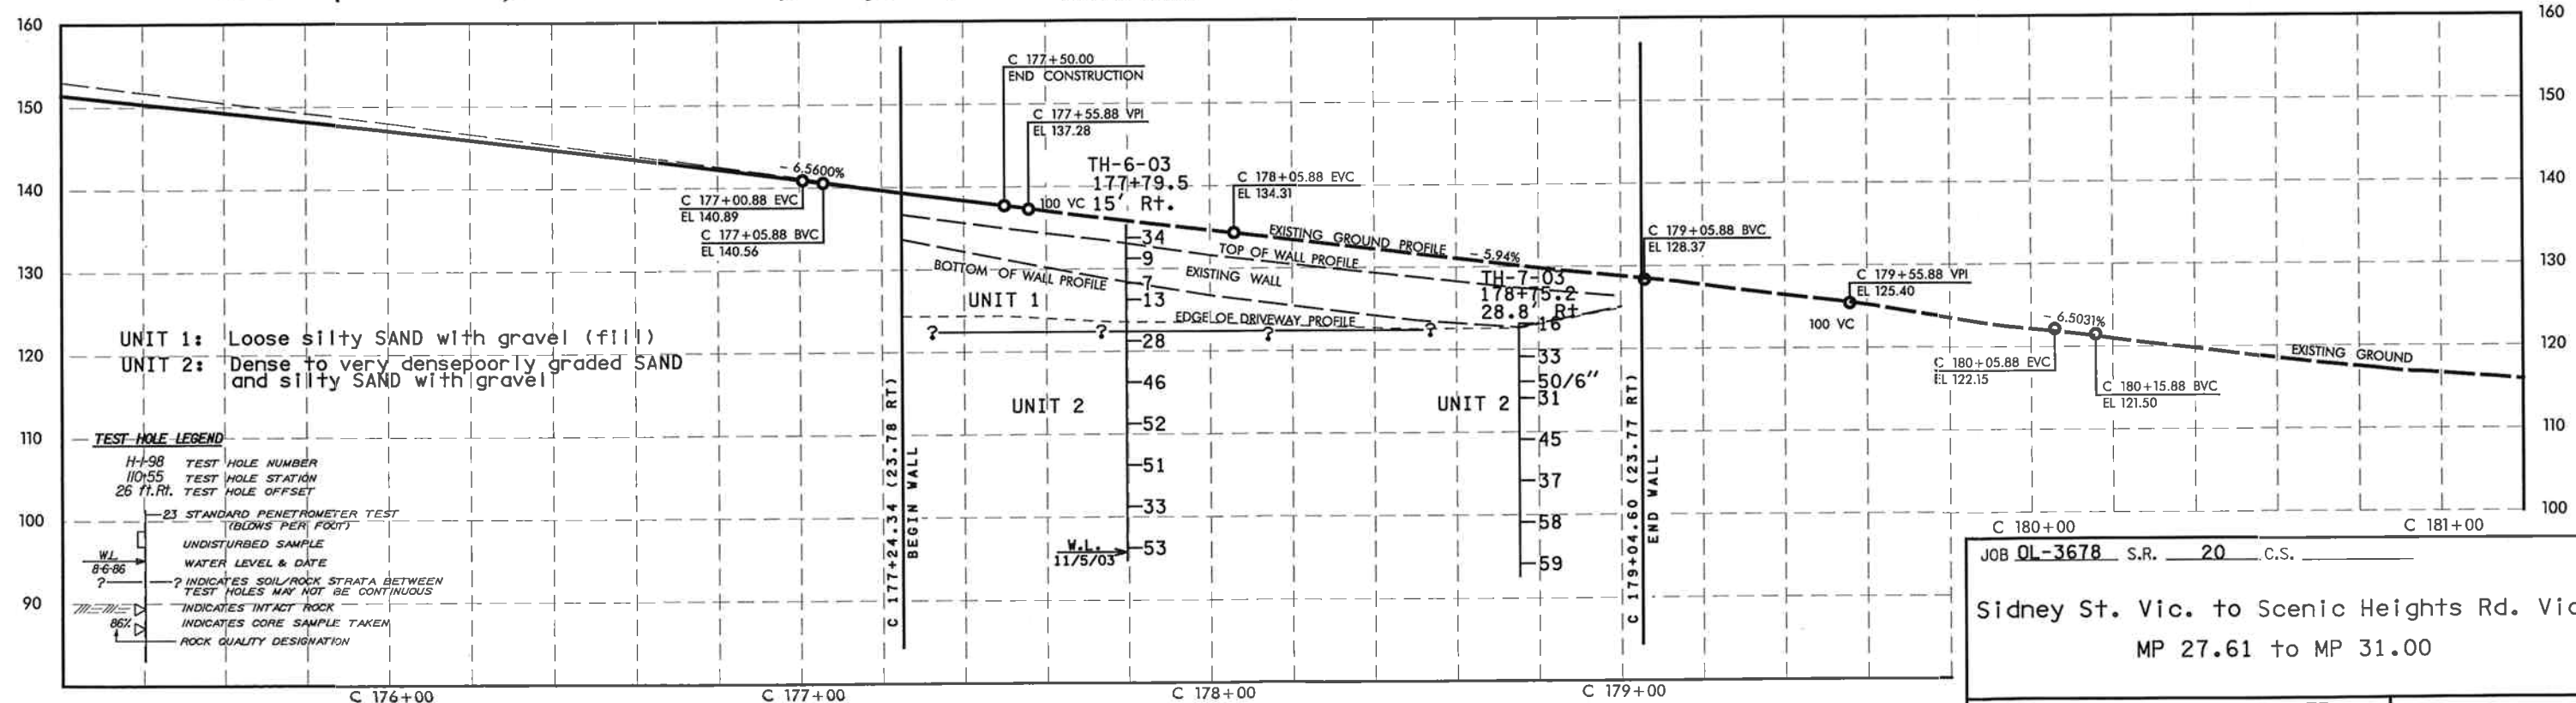 160
160
150
150
140
140
130
130
120
120
110
110
100
100
90
C 177+50.00
END CONSTRUCTION
C 177+55.88 VPI
EL 137.28
TH-6-03
177+79.5
15' Rt.
100 VC
C 178+05.88 EVC
EL 134.31
- 6.5600%
C 177+00.88 EVC
EL 140.89
C 177+05.88 BVC
EL 140.56
EXISTING GROUND PROFILE
- 5.94%
TOP OF WALL PROFILE
BOTTOM OF WALL PROFILE
EXISTING WALL
EDGE OF DRIVEWAY PROFILE
TH-7-03
178+75.2
28.8' Rt
C 179+05.88 BVC
EL 128.37
C 179+55.88 VPI
EL 125.40
100 VC
- 6.5031%
C 180+05.88 EVC
EL 122.15
C 180+15.88 BVC
EL 121.50
EXISTING GROUND
UNIT 1
? ? ? ?
UNIT 2
UNIT 2
34
9
7
13
28
46
52
51
33
53
W.L.
11/5/03
16
33
50/6"
31
45
37
58
59
C 177+24.34 (23.78 RT)
BEGIN WALL
C 179+04.60 (23.77 RT)
END WALL
UNIT 1: Loose silty SAND with gravel (fill)
UNIT 2: Dense to very densepoorly graded SAND
and silty SAND with gravel
TEST HOLE LEGEND
H-1-98 TEST HOLE NUMBER
110+55 TEST HOLE STATION
26 ft.Rt. TEST HOLE OFFSET
23 STANDARD PENETROMETER TEST
(BLOWS PER FOOT)
UNDISTURBED SAMPLE
W.L.
8-6-86
WATER LEVEL & DATE
? ? INDICATES SOIL/ROCK STRATA BETWEEN
TEST HOLES MAY NOT BE CONTINUOUS
INDICATES INTACT ROCK
86% INDICATES CORE SAMPLE TAKEN
ROCK QUALITY DESIGNATION
C 176+00
C 177+00
C 178+00
C 179+00
C 180+00
C 181+00
JOB OL-3678 S.R. 20 C.S.
Sidney St. Vic. to Scenic Heights Rd. Vic
MP 27.61 to MP 31.00